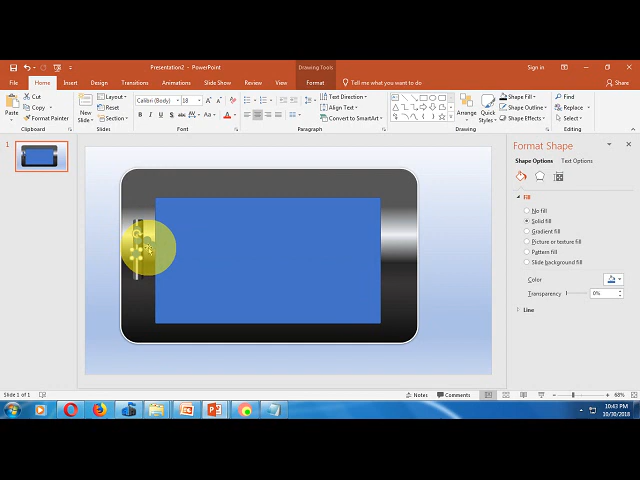 Presentation2 - PowerPoint
Drawing Tools
Sign in
File
Home
Insert
Design
Transitions
Animations
Slide Show
Review
View
Format
Tell me what you want to do
Share
Paste
Cut
Copy
Format Painter
Clipboard
New Slide
Layout
Reset
Section
Slides
Calibri (Body)
18
Font
Text Direction
Align Text
Convert to SmartArt
Paragraph
Arrange
Quick Styles
Shape Fill
Shape Outline
Shape Effects
Drawing
Find
Replace
Select
Editing
1
Format Shape
Shape Options
Text Options
Fill
No fill
Solid fill
Gradient fill
Picture or texture fill
Pattern fill
Slide background fill
Color
Transparency
0%
Line
Slide 1 of 1
Notes
Comments
68%
10:43 PM
10/30/2018